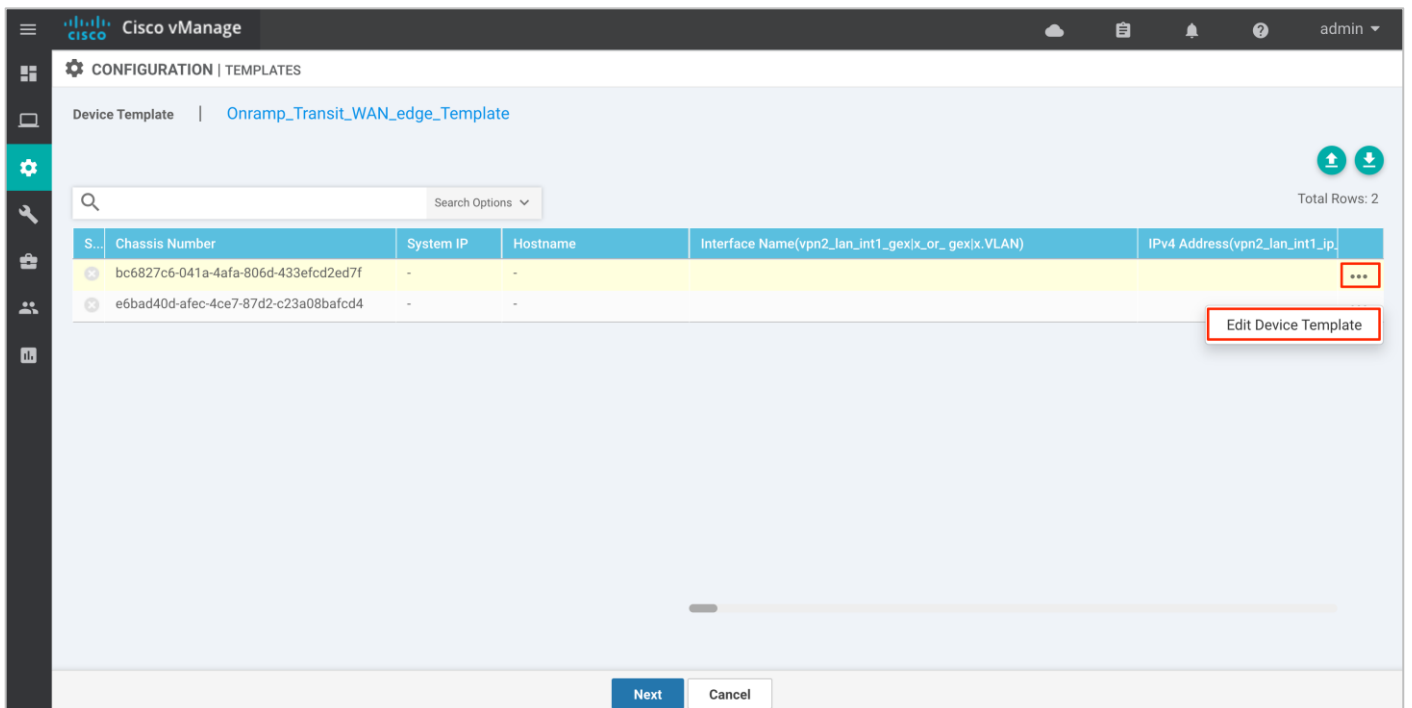 cisco Cisco vManage admin
CONFIGURATION | TEMPLATES
Device Template | Onramp_Transit_WAN_edge_Template
Search Options Total Rows: 2
S... Chassis Number System IP Hostname Interface Name(vpn2_lan_int1_gex|x_or_ gex|x.VLAN) IPv4 Address(vpn2_lan_int1_ip_
bc6827c6-041a-4afa-806d-433efcd2ed7f - - •••
e6bad40d-afec-4ce7-87d2-c23a08bafcd4 - -
Edit Device Template
Next Cancel